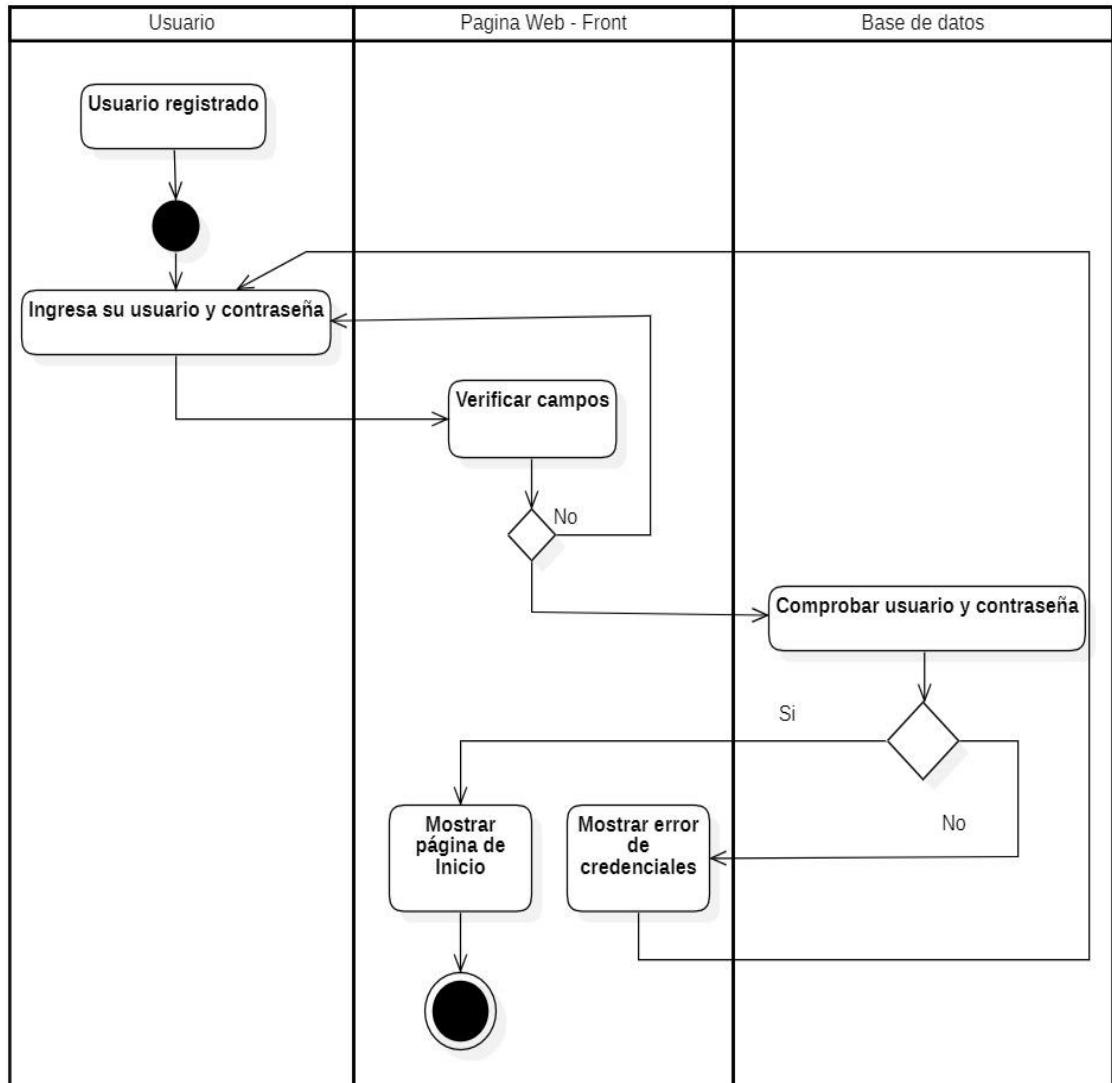 Usuario
Pagina Web - Front
Base de datos
Usuario registrado
Ingresa su usuario y contraseña
Verificar campos
No
Comprobar usuario y contraseña
Si
No
Mostrar
página de
Inicio
Mostrar error
de
credenciales